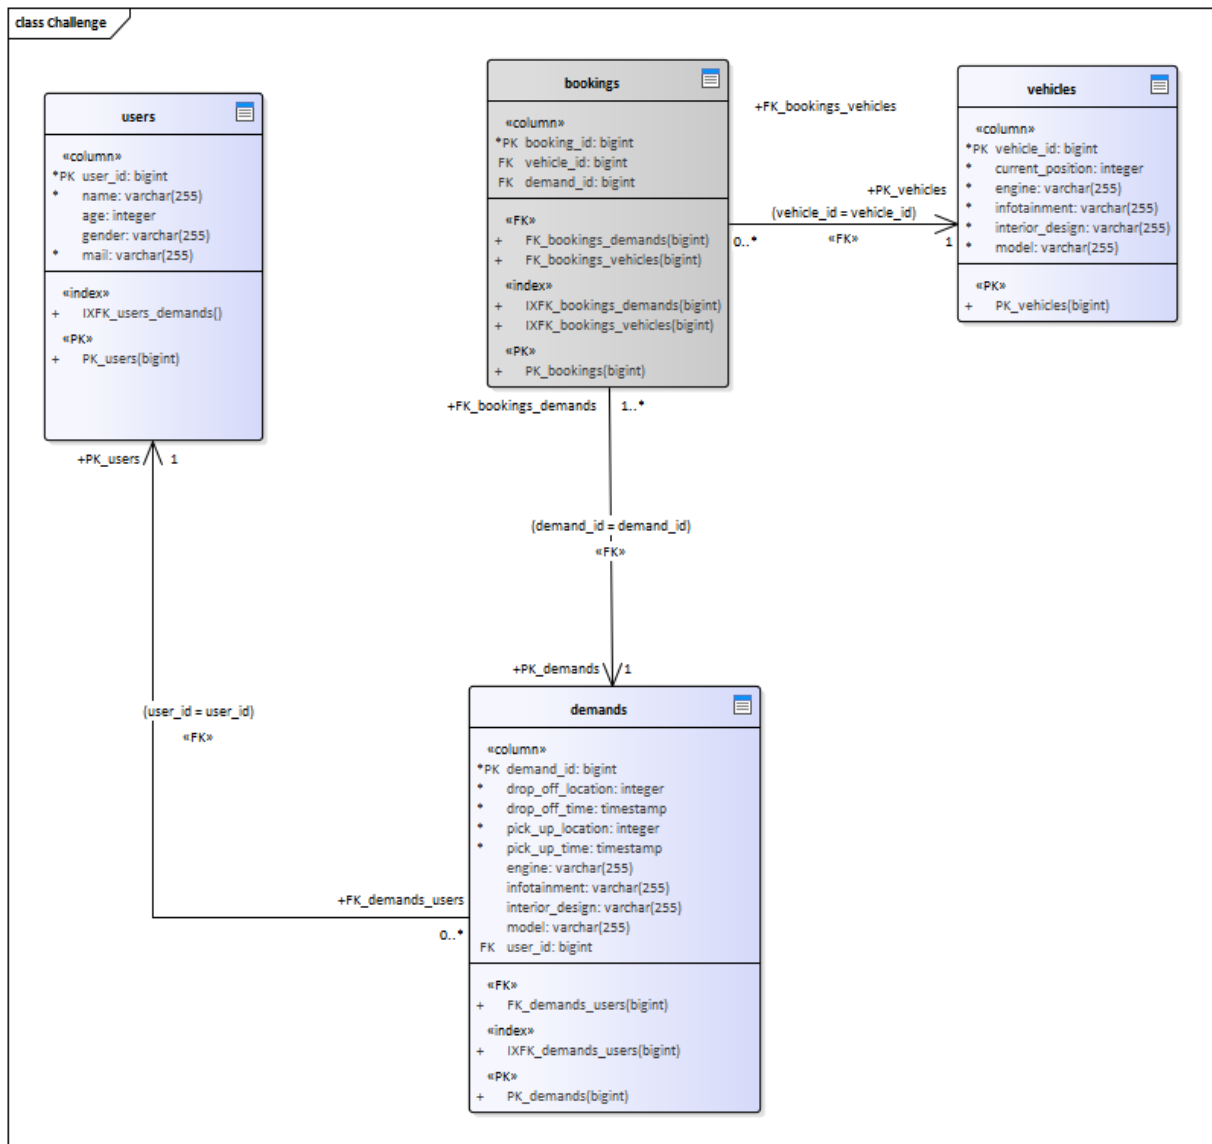 class Challenge
users
«column»
*PK user_id: bigint
* name: varchar(255)
age: integer
gender: varchar(255)
* mail: varchar(255)
«index»
+ IXFK_users_demands()
«PK»
+ PK_users(bigint)
bookings
«column»
*PK booking_id: bigint
FK vehicle_id: bigint
FK demand_id: bigint
«FK»
+ FK_bookings_demands(bigint)
+ FK_bookings_vehicles(bigint)
«index»
+ IXFK_bookings_demands(bigint)
+ IXFK_bookings_vehicles(bigint)
«PK»
+ PK_bookings(bigint)
+FK_bookings_vehicles
+PK_vehicles
(vehicle_id = vehicle_id)
0..* «FK» 1
vehicles
«column»
*PK vehicle_id: bigint
* current_position: integer
* engine: varchar(255)
* infotainment: varchar(255)
* interior_design: varchar(255)
* model: varchar(255)
«PK»
+ PK_vehicles(bigint)
+FK_bookings_demands 1..*
+PK_users 1
(demand_id = demand_id)
«FK»
+PK_demands 1
(user_id = user_id)
«FK»
+FK_demands_users
0..*
demands
«column»
*PK demand_id: bigint
* drop_off_location: integer
* drop_off_time: timestamp
* pick_up_location: integer
* pick_up_time: timestamp
engine: varchar(255)
infotainment: varchar(255)
interior_design: varchar(255)
model: varchar(255)
FK user_id: bigint
«FK»
+ FK_demands_users(bigint)
«index»
+ IXFK_demands_users(bigint)
«PK»
+ PK_demands(bigint)